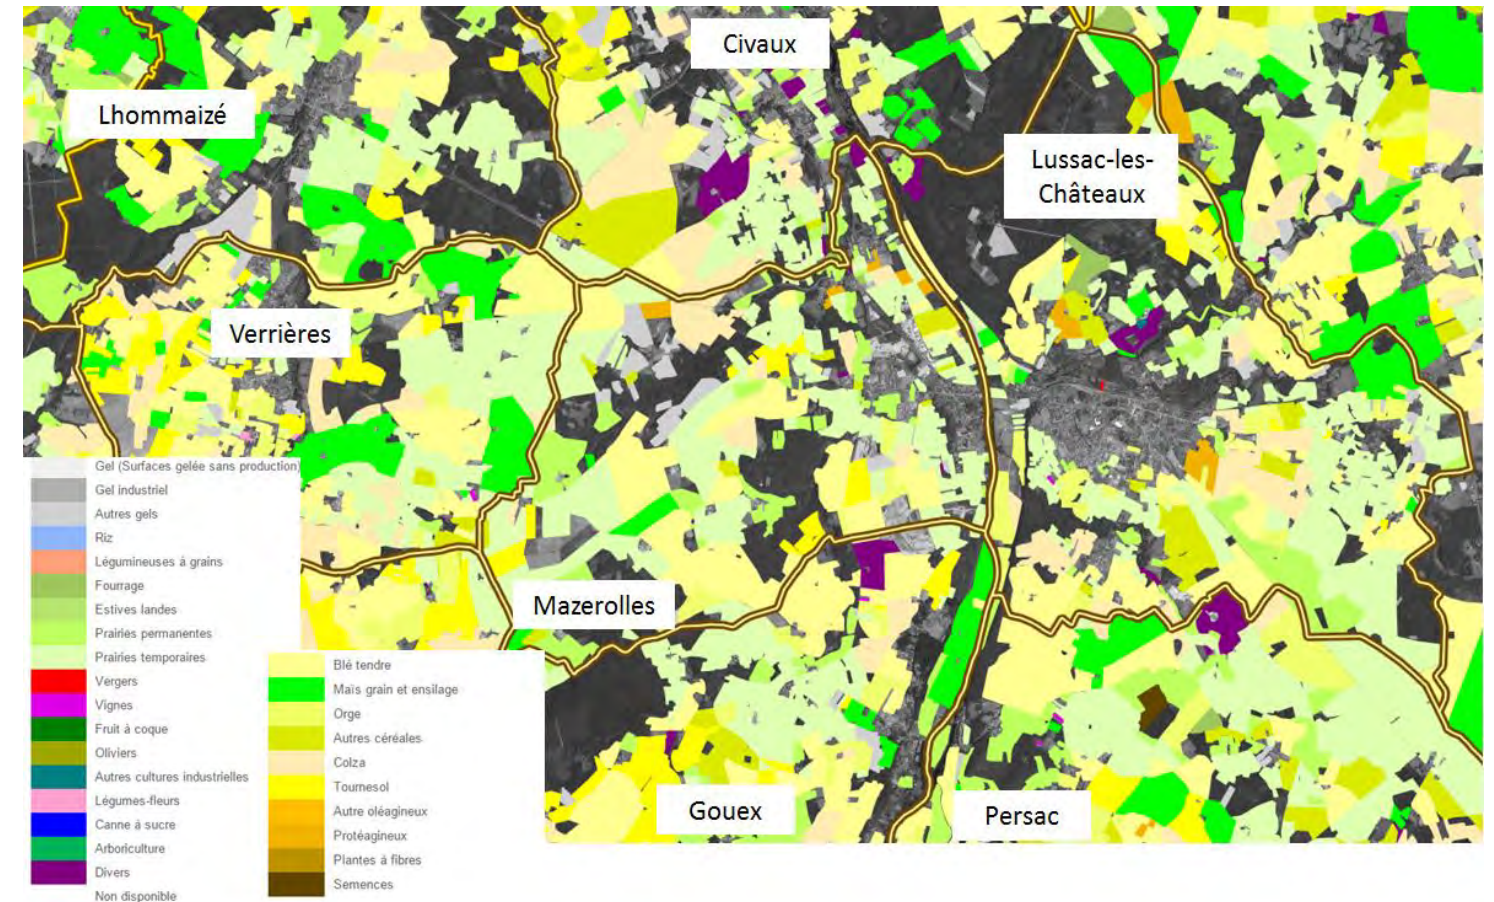 Civaux
Lhommaizé
Lussac-les-
Châteaux
Verrières
Mazerolles
Gouex
Persac
Gel (Surfaces gelée sans production)
Gel industriel
Autres gels
Riz
Légumineuses à grains
Fourrage
Estives landes
Prairies permanentes
Prairies temporaires
Vergers
Vignes
Fruit à coque
Oliviers
Autres cultures industrielles
Légumes-fleurs
Canne à sucre
Arboriculture
Divers
Non disponible
Blé tendre
Maïs grain et ensilage
Orge
Autres céréales
Colza
Tournesol
Autre oléagineux
Protéagineux
Plantes à fibres
Semences